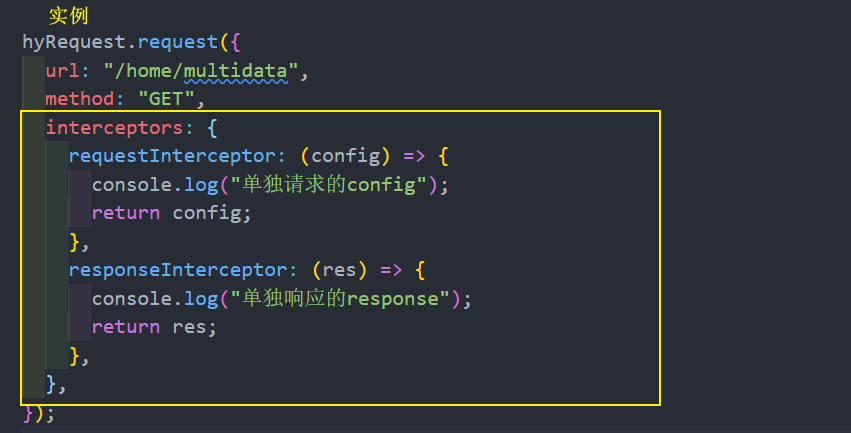 实例
hyRequest.request({
  url: "/home/multidata",
  method: "GET",
  interceptors: {
    requestInterceptor: (config) => {
      console.log("单独请求的config");
      return config;
    },
    responseInterceptor: (res) => {
      console.log("单独响应的response");
      return res;
    },
  },
});